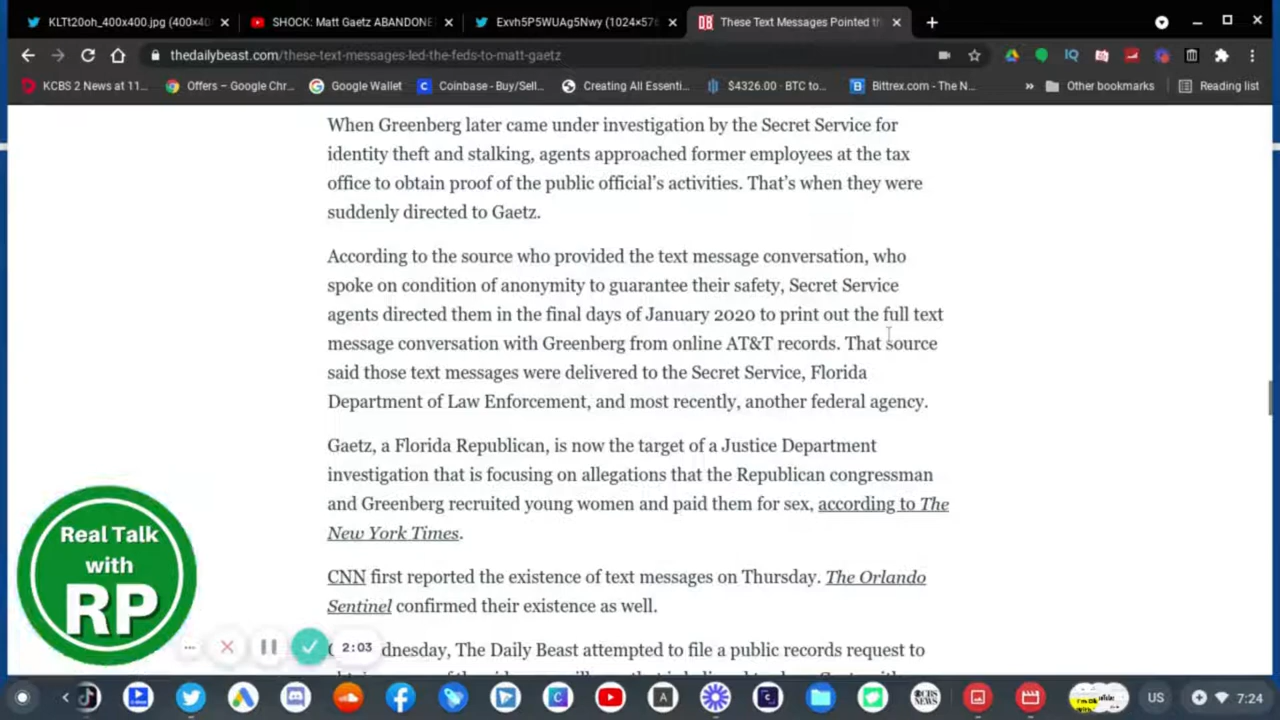 KLTt20oh_400x400.jpg (400×40
SHOCK: Matt Gaetz ABANDONE
Exvh5P5WUAg5Nwy (1024×57
These Text Messages Pointed th
thedailybeast.com/these-text-messages-led-the-feds-to-matt-gaetz
KCBS 2 News at 11...
Offers – Google Chr...
Google Wallet
Coinbase - Buy/Sell...
Creating All Essenti...
$4326.00 · BTC to...
Bittrex.com - The N...
Other bookmarks
Reading list
When Greenberg later came under investigation by the Secret Service for
identity theft and stalking, agents approached former employees at the tax
office to obtain proof of the public official's activities. That's when they were
suddenly directed to Gaetz.
According to the source who provided the text message conversation, who
spoke on condition of anonymity to guarantee their safety, Secret Service
agents directed them in the final days of January 2020 to print out the full text
message conversation with Greenberg from online AT&T records. That source
said those text messages were delivered to the Secret Service, Florida
Department of Law Enforcement, and most recently, another federal agency.
Gaetz, a Florida Republican, is now the target of a Justice Department
investigation that is focusing on allegations that the Republican congressman
and Greenberg recruited young women and paid them for sex, according to The
New York Times.
CNN first reported the existence of text messages on Thursday. The Orlando
Sentinel confirmed their existence as well.
dnesday, The Daily Beast attempted to file a public records request to
Real Talk
with
RP
2:03
CBS
NEWS
US
7:24